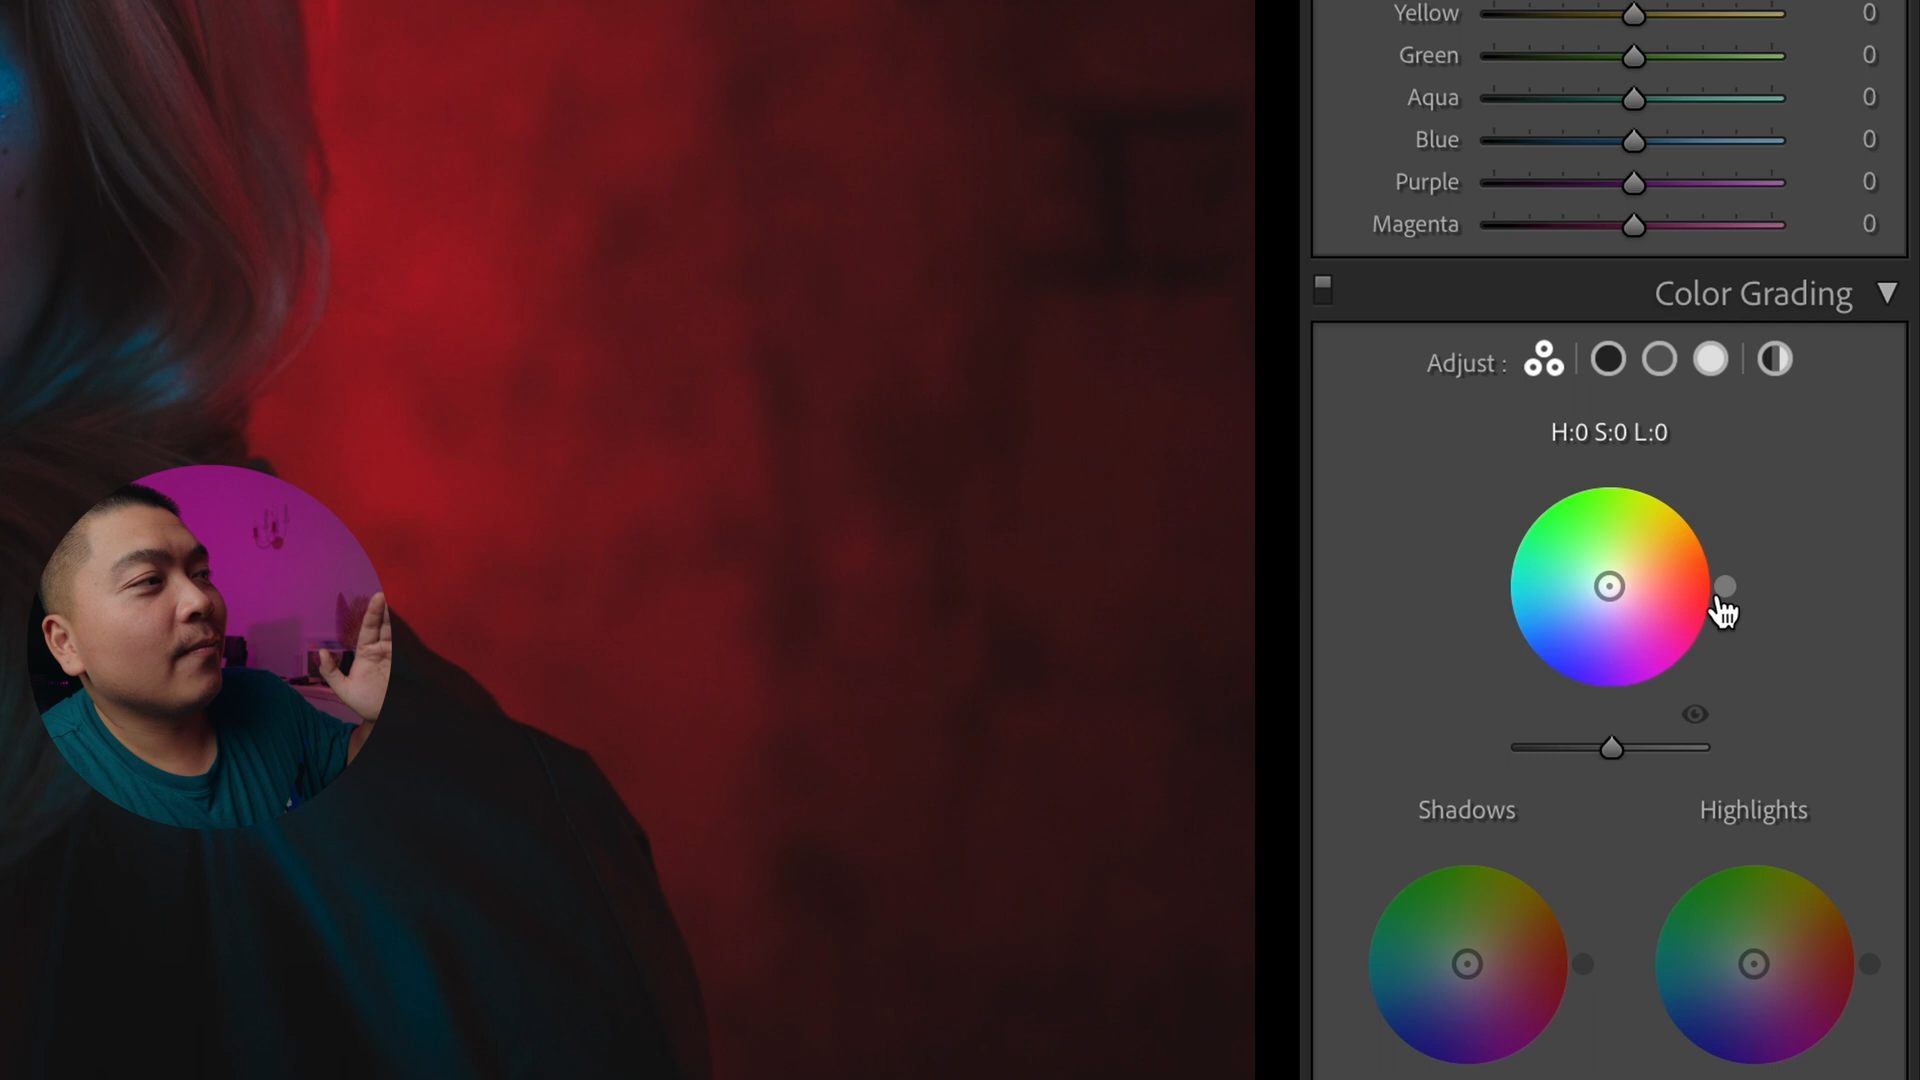 Yellow 0
Green 0
Aqua 0
Blue 0
Purple 0
Magenta 0
Color Grading
Adjust :
H:0 S:0 L:0
Shadows Highlights